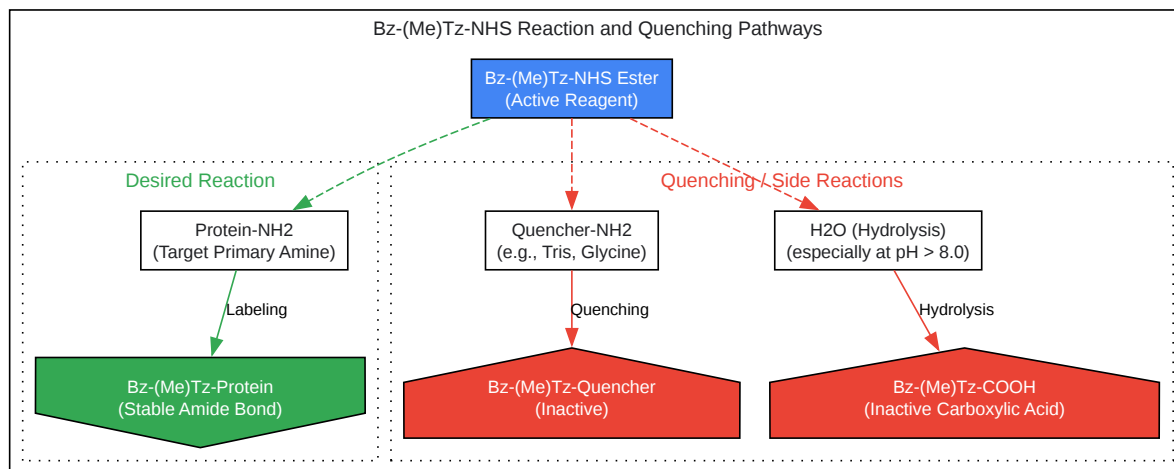 Bz-(Me)Tz-NHS Reaction and Quenching Pathways
Bz-(Me)Tz-NHS Ester
(Active Reagent)
Desired Reaction
Quenching / Side Reactions
Protein-NH2
(Target Primary Amine)
Quencher-NH2
(e.g., Tris, Glycine)
H2O (Hydrolysis)
(especially at pH > 8.0)
Labeling
Quenching
Hydrolysis
Bz-(Me)Tz-Protein
(Stable Amide Bond)
Bz-(Me)Tz-Quencher
(Inactive)
Bz-(Me)Tz-COOH
(Inactive Carboxylic Acid)